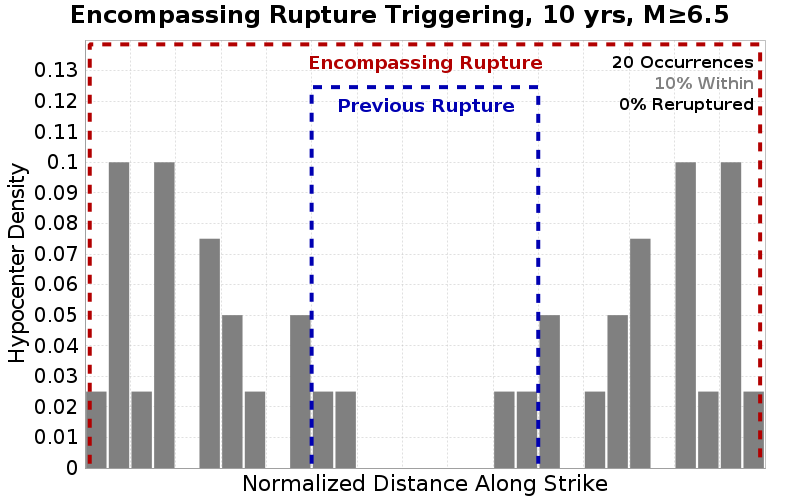 Encompassing Rupture Triggering, 10 yrs, M≥6.5
Encompassing Rupture
20 Occurrences
10% Within
Previous Rupture
0% Reruptured
0.13
0.12
0.11
0.1
0.09
0.08
0.07
0.06
0.05
0.04
0.03
0.02
0.01
0
Hypocenter Density
Normalized Distance Along Strike